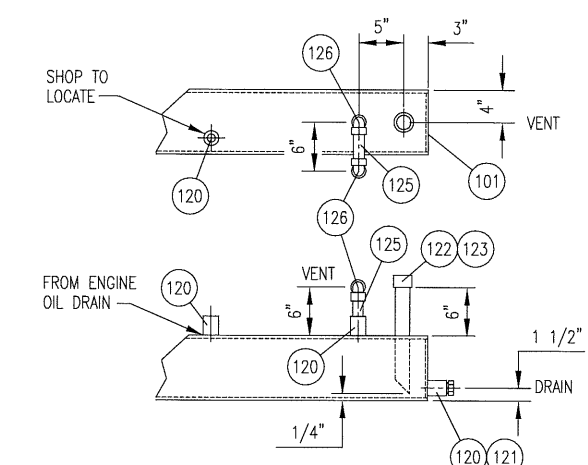 5"
3"
126
SHOP TO
LOCATE
4"
VENT
6"
120
125
101
126
125
122
123
VENT
FROM ENGINE
OIL DRAIN
120
6"
6"
1 1/2"
120
DRAIN
1/4"
120
121